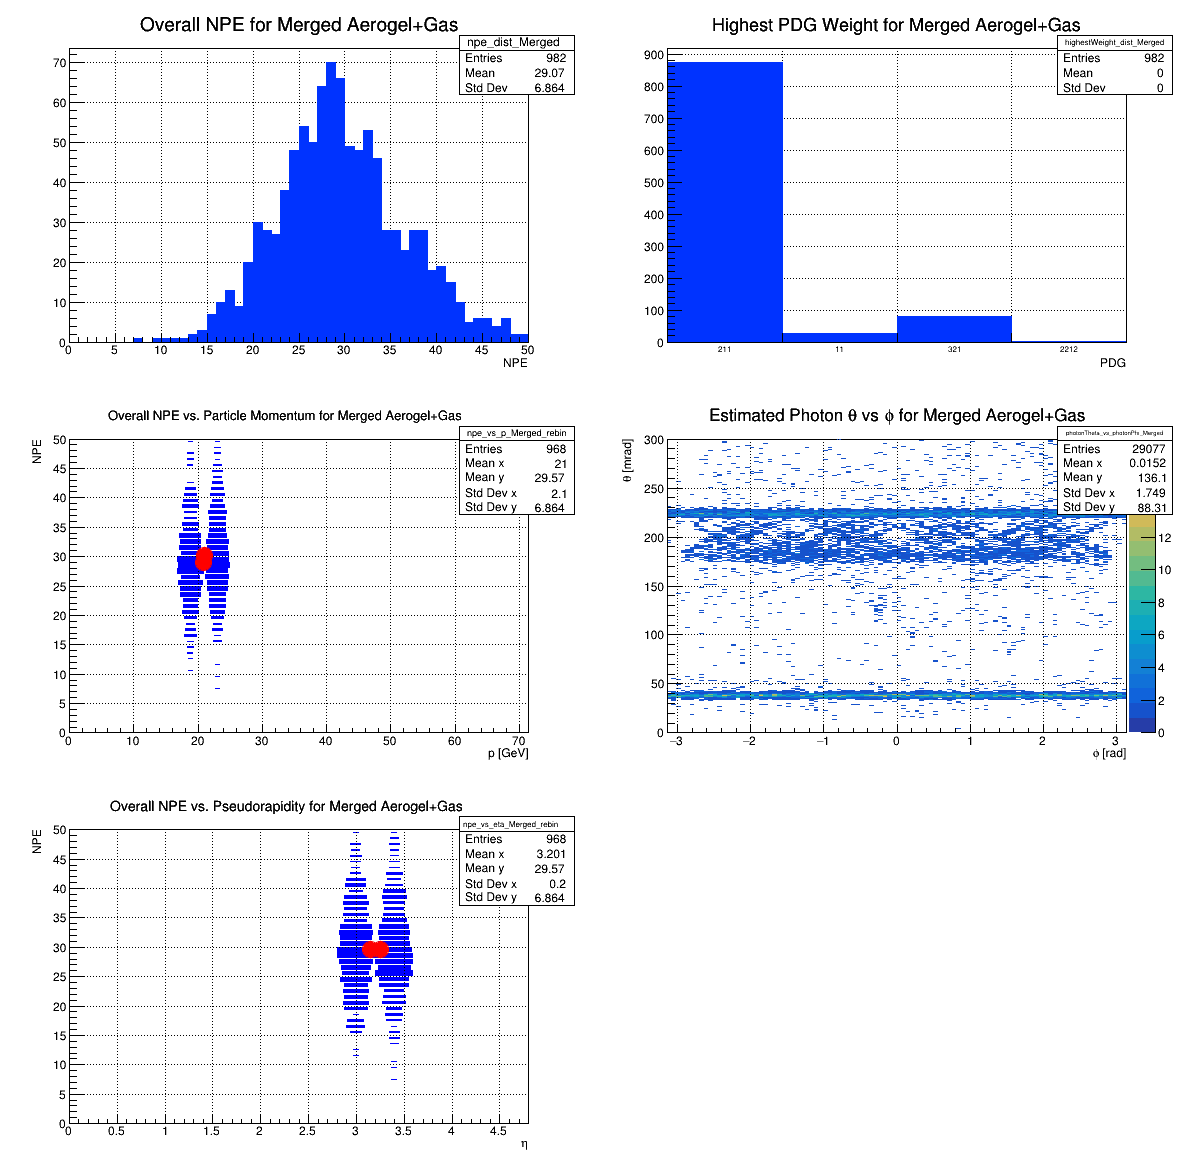 Overall NPE for Merged Aerogel+Gas
npe_dist_Merged
Entries 982
Mean 29.07
Std Dev 6.864
70
60
50
40
30
20
10
0
0 5 10 15 20 25 30 35 40 45 50
NPE
Highest PDG Weight for Merged Aerogel+Gas
highestWeight_dist_Merged
Entries 982
Mean 0
Std Dev 0
900
800
700
600
500
400
300
200
100
0
211 11 321 2212
PDG
Overall NPE vs. Particle Momentum for Merged Aerogel+Gas
npe_vs_p_Merged_rebin
Entries 968
Mean x 21
Mean y 29.57
Std Dev x 2.1
Std Dev y 6.864
NPE
50
45
40
35
30
25
20
15
10
5
0
0 10 20 30 40 50 60 70
p [GeV]
Estimated Photon θ vs ϕ for Merged Aerogel+Gas
photonTheta_vs_photonPhi_Merged
Entries 29077
Mean x 0.0152
Mean y 136.1
Std Dev x 1.749
Std Dev y 88.31
θ [mrad]
300
250
200
150
100
50
0
−3 −2 −1 0 1 2 3
ϕ [rad]
12
10
8
6
4
2
0
Overall NPE vs. Pseudorapidity for Merged Aerogel+Gas
npe_vs_eta_Merged_rebin
Entries 968
Mean x 3.201
Mean y 29.57
Std Dev x 0.2
Std Dev y 6.864
NPE
50
45
40
35
30
25
20
15
10
5
0
0 0.5 1 1.5 2 2.5 3 3.5 4 4.5
η